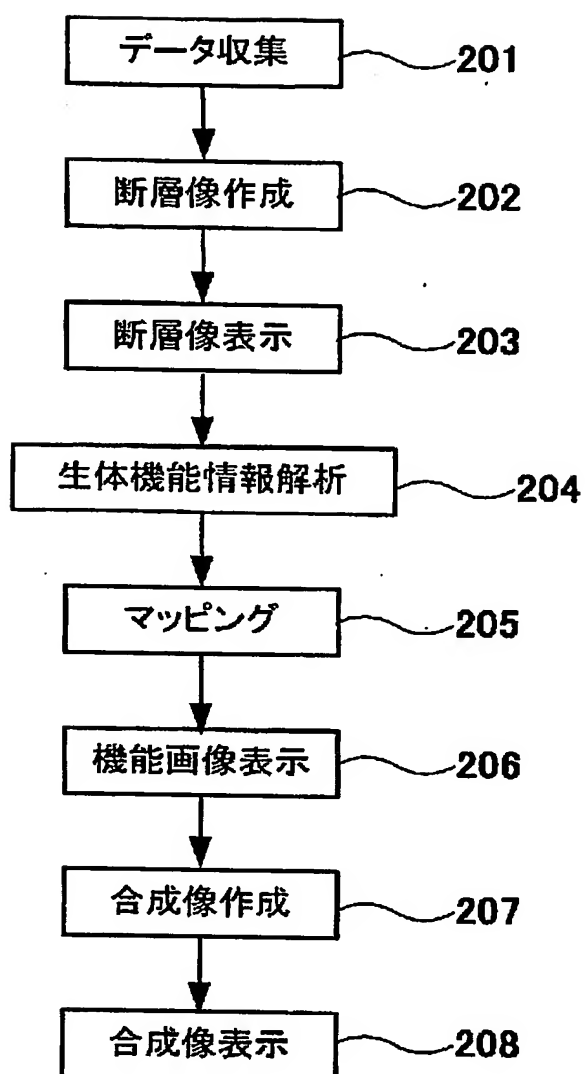 データ収集 201
断層像作成 202
断層像表示 203
生体機能情報解析 204
マッピング 205
機能画像表示 206
合成像作成 207
合成像表示 208